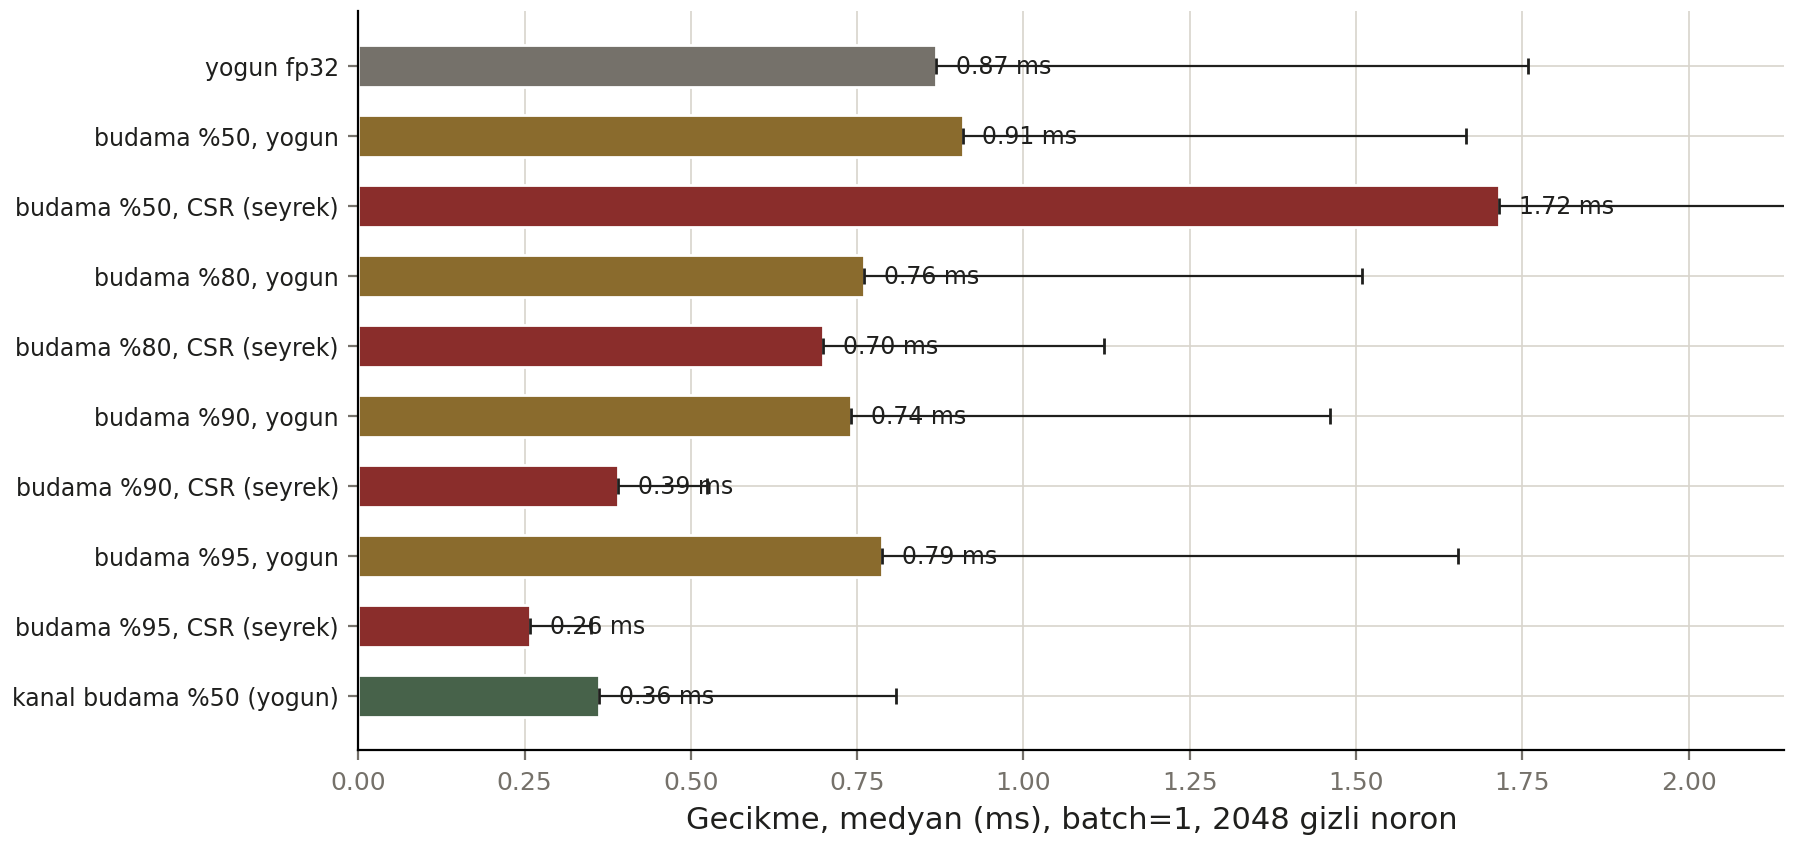 yogun fp32 0.87 ms
budama %50, yogun 0.91 ms
budama %50, CSR (seyrek) 1.72 ms
budama %80, yogun 0.76 ms
budama %80, CSR (seyrek) 0.70 ms
budama %90, yogun 0.74 ms
budama %90, CSR (seyrek) 0.39 ms
budama %95, yogun 0.79 ms
budama %95, CSR (seyrek) 0.26 ms
kanal budama %50 (yogun) 0.36 ms
0.00 0.25 0.50 0.75 1.00 1.25 1.50 1.75 2.00
Gecikme, medyan (ms), batch=1, 2048 gizli noron